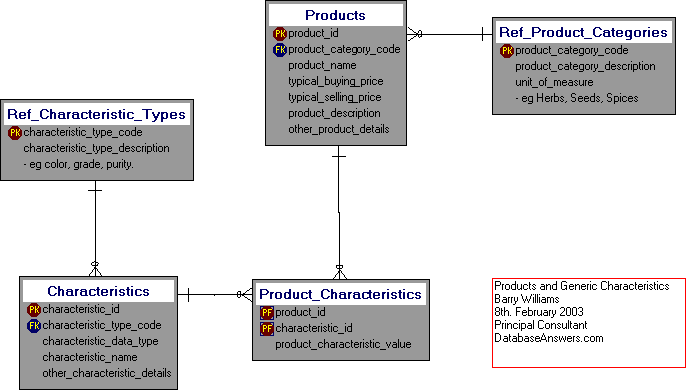 Products
PK product_id
FK product_category_code
product_name
typical_buying_price
typical_selling_price
product_description
other_product_details
Ref_Product_Categories
PK product_category_code
product_category_description
unit_of_measure
- eg Herbs, Seeds, Spices
Ref_Characteristic_Types
PK characteristic_type_code
characteristic_type_description
- eg color, grade, purity.
Characteristics
PK characteristic_id
FK characteristic_type_code
characteristic_data_type
characteristic_name
other_characteristic_details
Product_Characteristics
PF product_id
PF characteristic_id
product_characteristic_value
Products and Generic Characteristics
Barry Williams
8th. February 2003
Principal Consultant
DatabaseAnswers.com